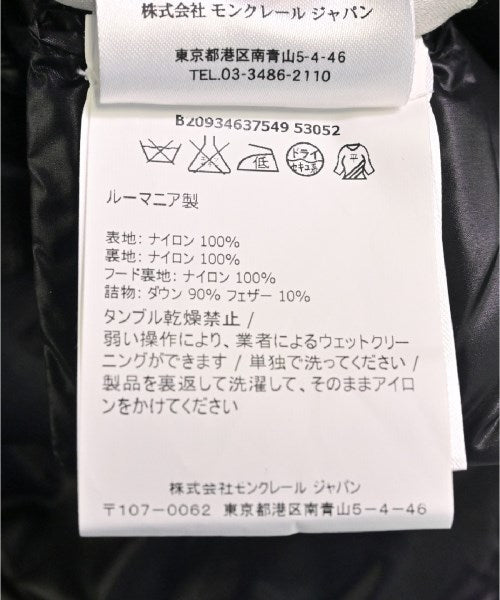 株式会社 モンクレール ジャパン
東京都港区南青山5-4-46
TEL.03-3486-2110
B20934637549 53052
低
ドライ
セキユ系
平
ルーマニア製
表地: ナイロン 100%
裏地: ナイロン 100%
フード裏地: ナイロン 100%
詰物: ダウン 90% フェザー 10%
タンブル乾燥禁止 /
弱い操作により、業者によるウェットクリー
ニングができます / 単独で洗ってください /
製品を裏返して洗濯して、そのままアイロ
ンをかけてください
株式会社モンクレール ジャパン
〒107-0062 東京都港区南青山5-4-46